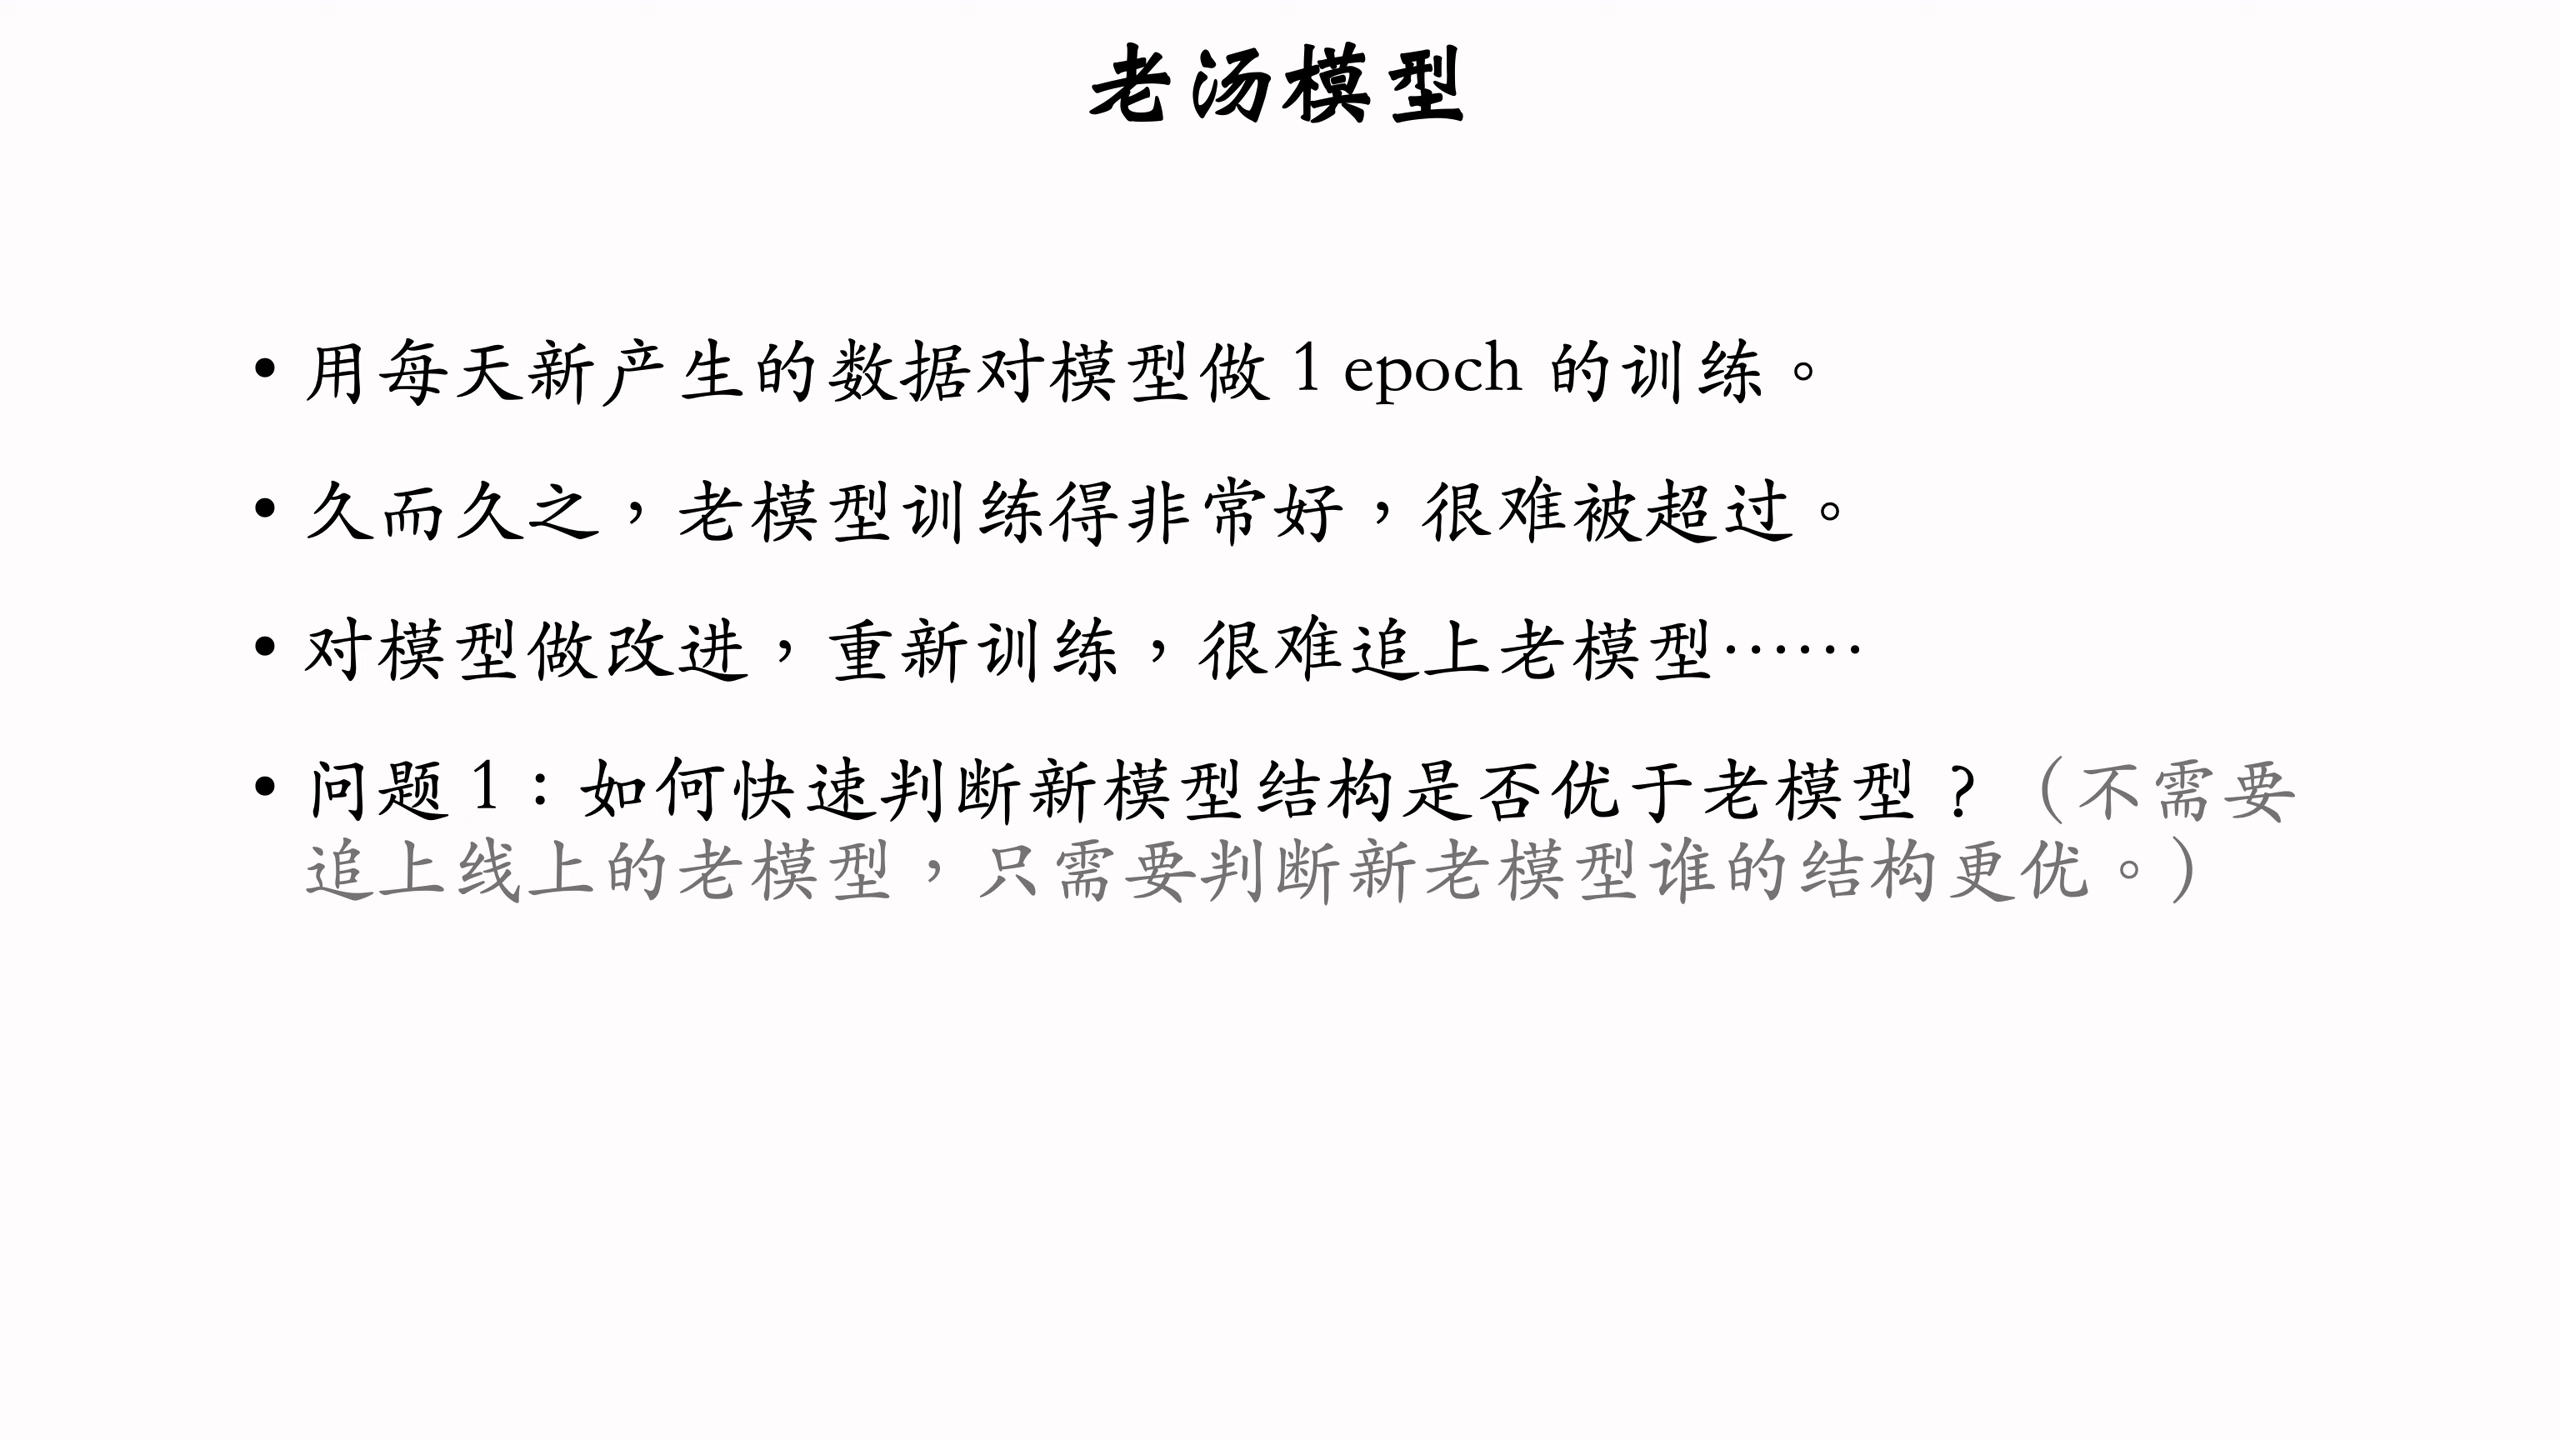 老汤模型
• 用每天新产生的数据对模型做 1 epoch 的训练。
• 久而久之，老模型训练得非常好，很难被超过。
• 对模型做改进，重新训练，很难追上老模型……
• 问题 1：如何快速判断新模型结构是否优于老模型？（不需要
追上线上的老模型，只需要判断新老模型谁的结构更优。）